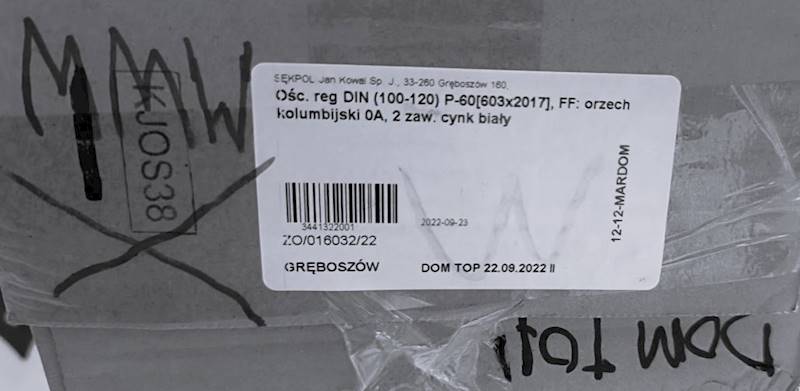 MMW
KJOS38
SĘKPOL Jan Kowal Sp. J., 33-260 Gręboszów 160,
Ośc. reg DIN (100-120) P-60[603x2017], FF: orzech
kolumbijski 0A, 2 zaw. cynk biały
12-12-MARDOM
W
3441322001
2022-09-23
ZO/016032/22
GRĘBOSZÓW
DOM TOP 22.09.2022 II
DOM TOP